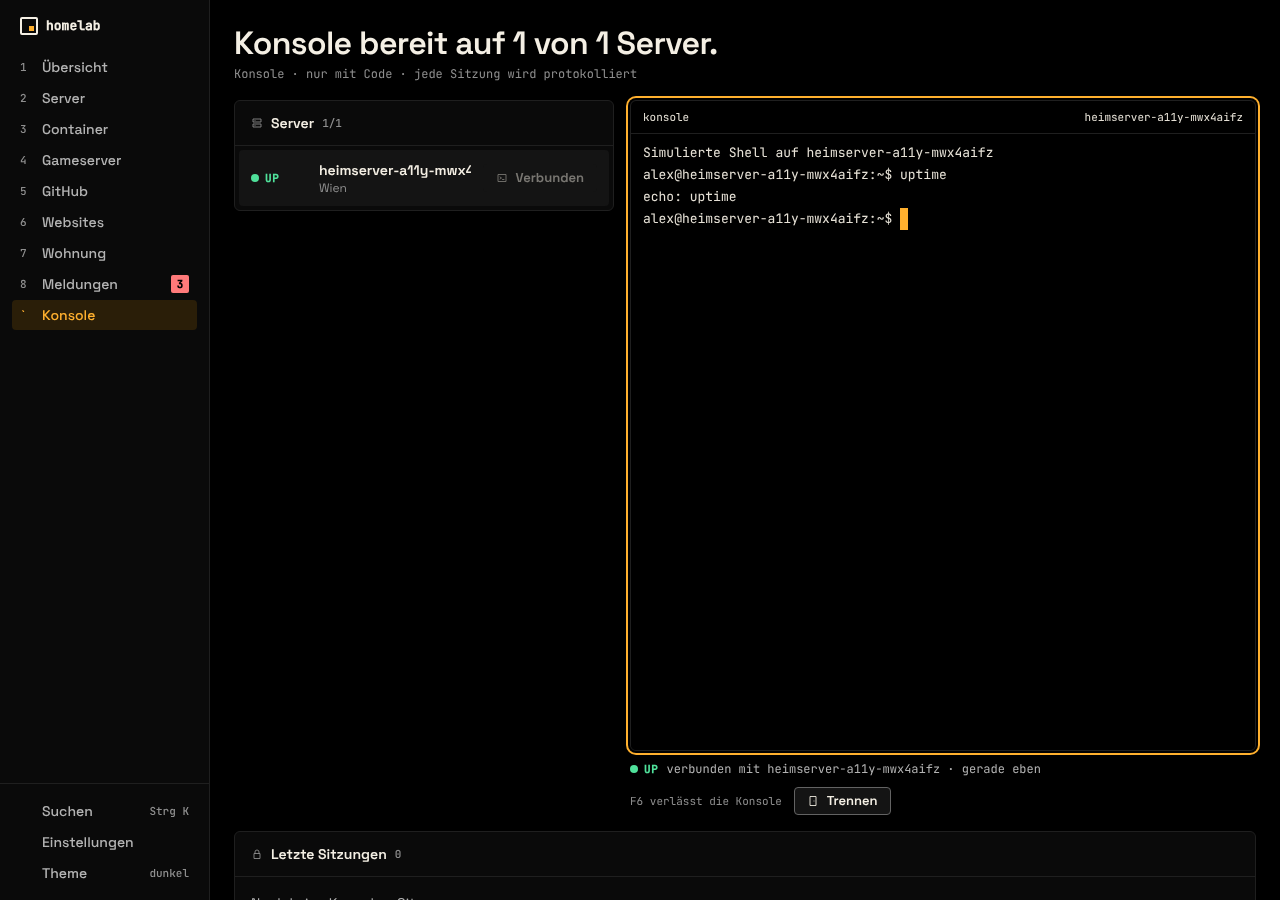 homelab
1 Übersicht
2 Server
3 Container
4 Gameserver
5 GitHub
6 Websites
7 Wohnung
8 Meldungen 3
` Konsole
Suchen Strg K
Einstellungen
Theme dunkel
Konsole bereit auf 1 von 1 Server.
Konsole · nur mit Code · jede Sitzung wird protokolliert
Server 1/1
UP heimserver-a11y-mwx4 Verbunden
Wien
konsole heimserver-a11y-mwx4aifz
Simulierte Shell auf heimserver-a11y-mwx4aifz
alex@heimserver-a11y-mwx4aifz:~$ uptime
echo: uptime
alex@heimserver-a11y-mwx4aifz:~$
UP verbunden mit heimserver-a11y-mwx4aifz · gerade eben
F6 verlässt die Konsole Trennen
Letzte Sitzungen 0